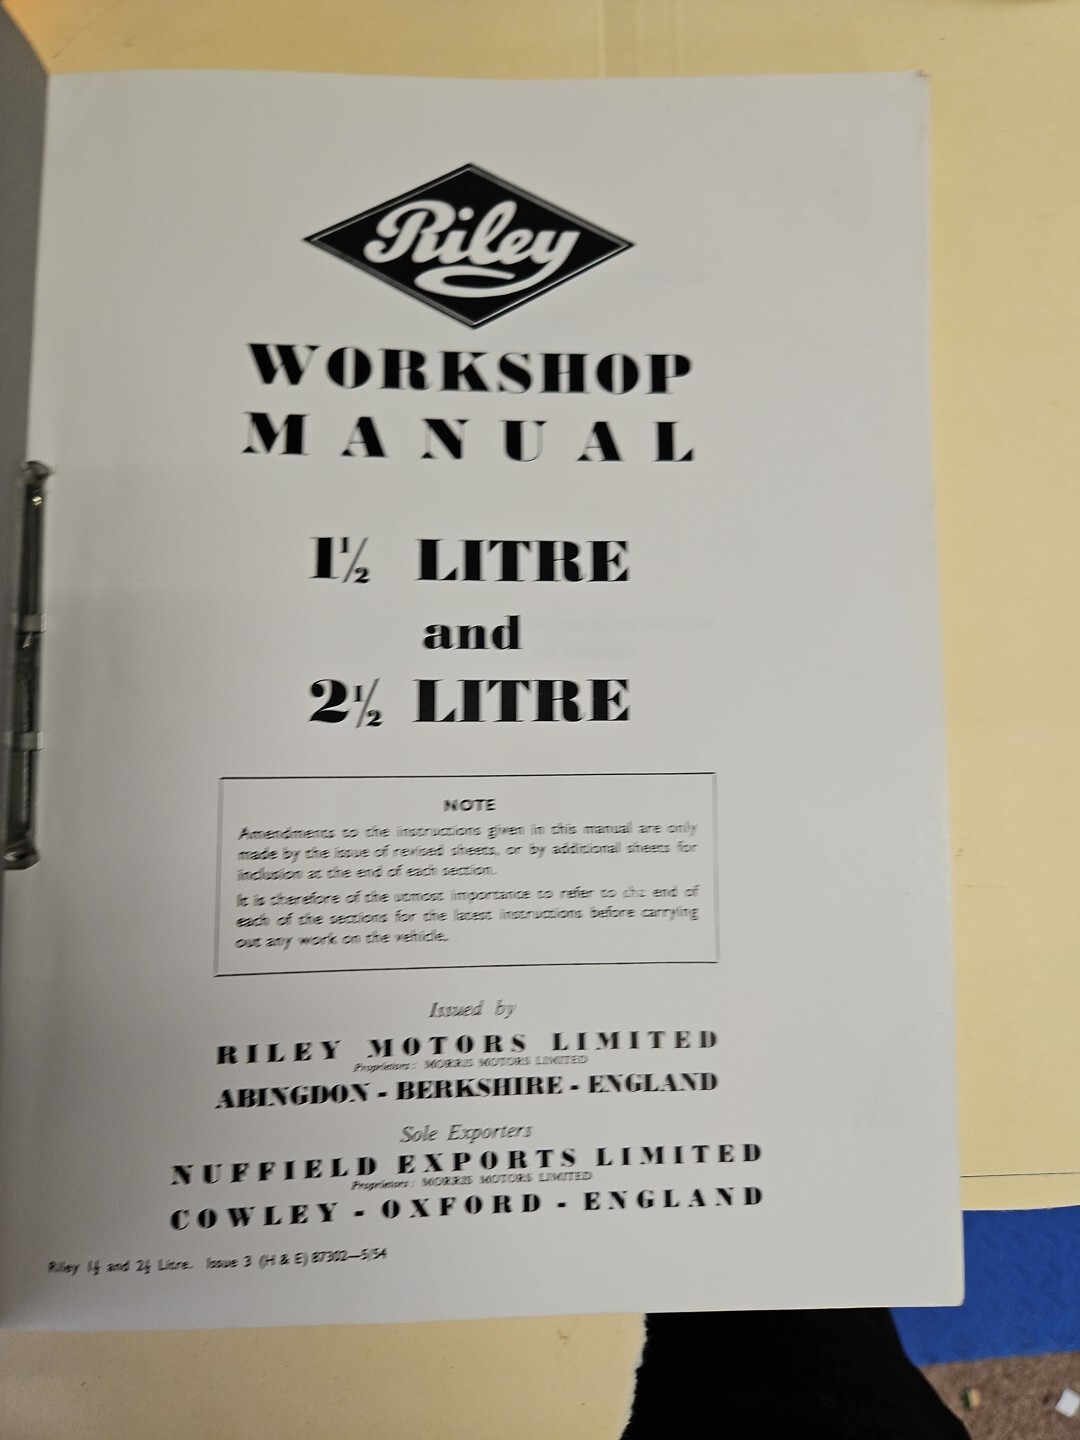 Riley
WORKSHOP
MANUAL
1½ LITRE
and
2½ LITRE
NOTE
Amendments to the instructions given in this manual are only
made by the issue of revised sheets, or by additional sheets for
inclusion at the end of each section.
It is therefore of the utmost importance to refer to the end of
each of the sections for the latest instructions before carrying
out any work on the vehicle.
Issued by
RILEY MOTORS LIMITED
Proprietors: MORRIS MOTORS LIMITED
ABINGDON - BERKSHIRE - ENGLAND
Sole Exporters
NUFFIELD EXPORTS LIMITED
Proprietors: MORRIS MOTORS LIMITED
COWLEY - OXFORD - ENGLAND
Riley 1½ and 2½ Litre. Issue 3 (H & E) 87302—5/54